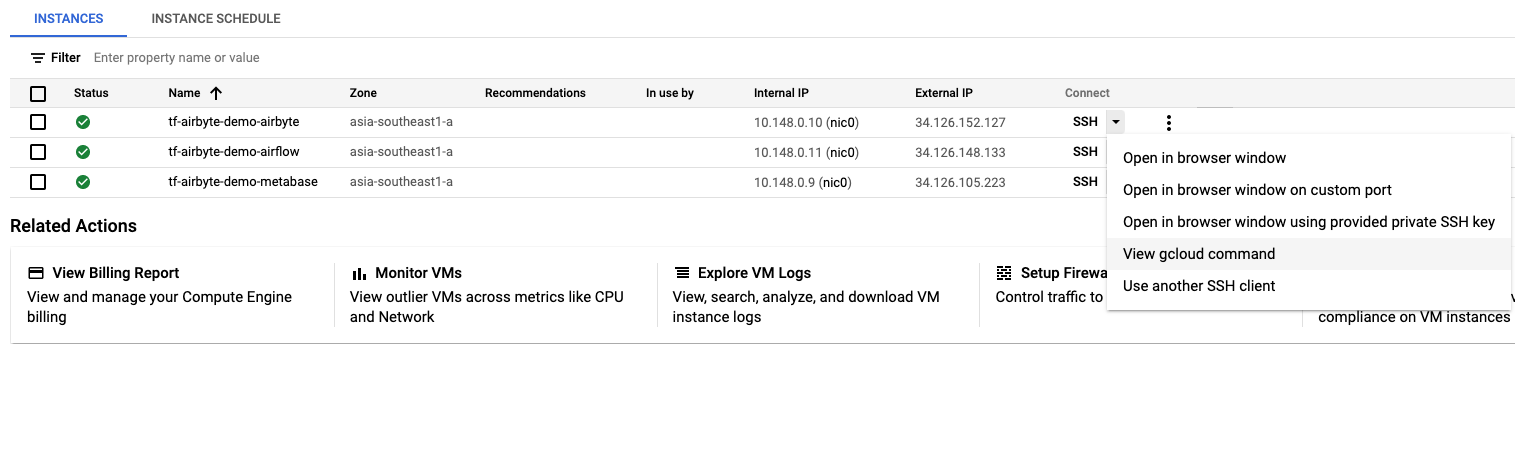 INSTANCES INSTANCE SCHEDULE
Filter Enter property name or value
Status Name Zone Recommendations In use by Internal IP External IP Connect
tf-airbyte-demo-airbyte asia-southeast1-a 10.148.0.10 (nic0) 34.126.152.127 SSH
tf-airbyte-demo-airflow asia-southeast1-a 10.148.0.11 (nic0) 34.126.148.133 SSH
tf-airbyte-demo-metabase asia-southeast1-a 10.148.0.9 (nic0) 34.126.105.223 SSH
Open in browser window
Open in browser window on custom port
Open in browser window using provided private SSH key
View gcloud command
Use another SSH client
Related Actions
View Billing Report
View and manage your Compute Engine
billing
Monitor VMs
View outlier VMs across metrics like CPU
and Network
Explore VM Logs
View, search, analyze, and download VM
instance logs
Setup Firewa
Control traffic to
compliance on VM instances